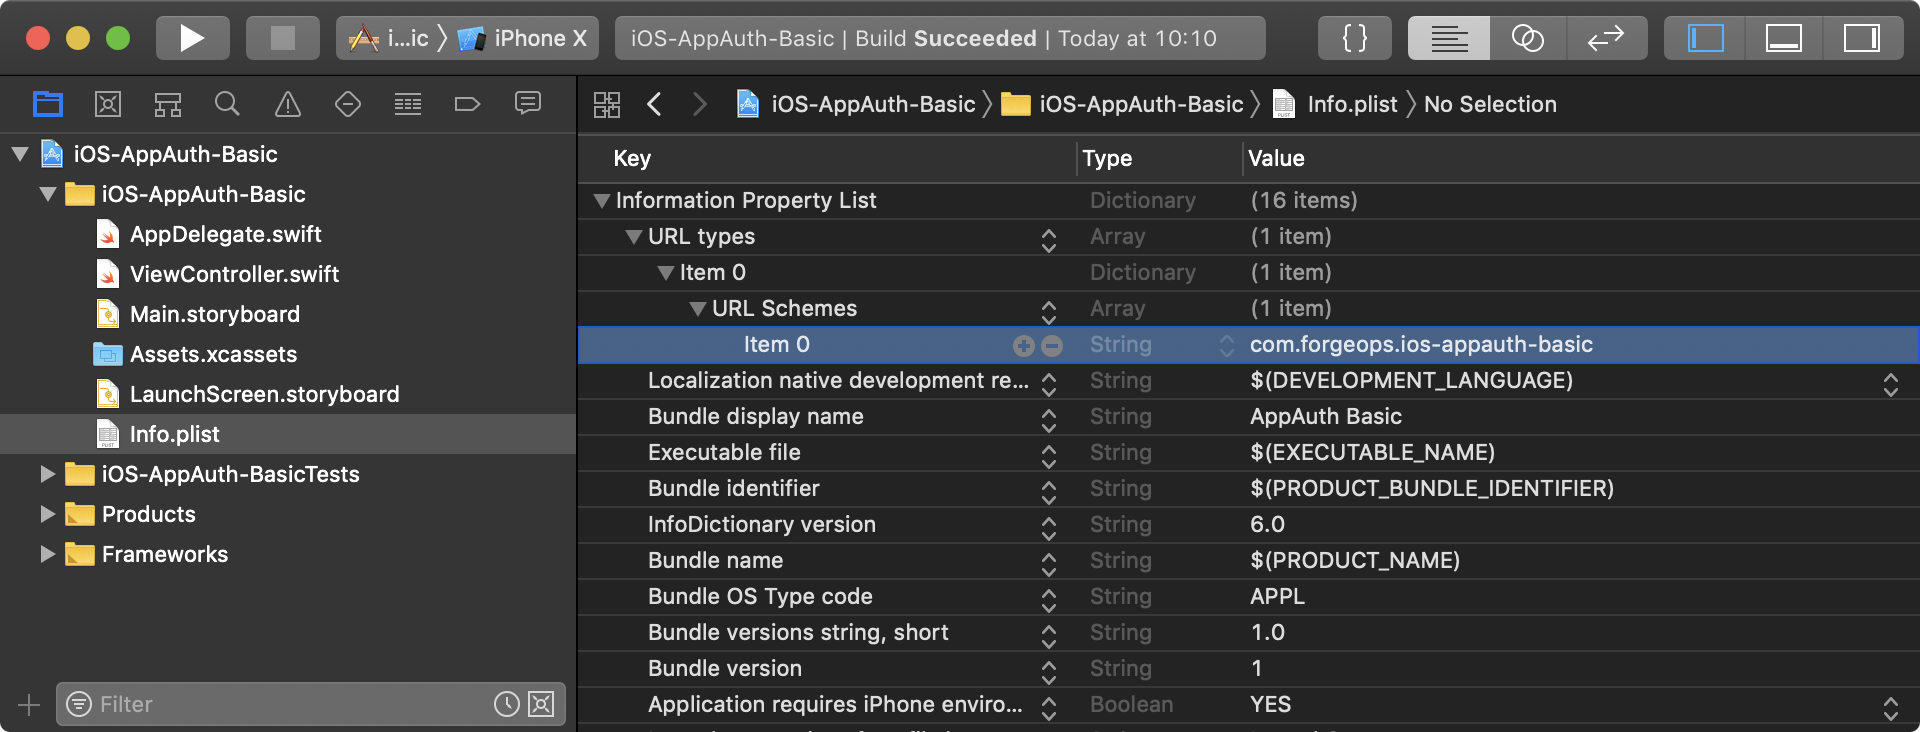 i...ic
iPhone X
iOS-AppAuth-Basic | Build Succeeded | Today at 10:10
{ }
iOS-AppAuth-Basic
iOS-AppAuth-Basic
AppDelegate.swift
ViewController.swift
Main.storyboard
Assets.xcassets
LaunchScreen.storyboard
Info.plist
iOS-AppAuth-BasicTests
Products
Frameworks
Filter
iOS-AppAuth-Basic 〉 iOS-AppAuth-Basic 〉 Info.plist 〉 No Selection
Key Type Value
Information Property List Dictionary (16 items)
URL types Array (1 item)
Item 0 Dictionary (1 item)
URL Schemes Array (1 item)
Item 0 String com.forgeops.ios-appauth-basic
Localization native development re... String $(DEVELOPMENT_LANGUAGE)
Bundle display name String AppAuth Basic
Executable file String $(EXECUTABLE_NAME)
Bundle identifier String $(PRODUCT_BUNDLE_IDENTIFIER)
InfoDictionary version String 6.0
Bundle name String $(PRODUCT_NAME)
Bundle OS Type code String APPL
Bundle versions string, short String 1.0
Bundle version String 1
Application requires iPhone enviro... Boolean YES